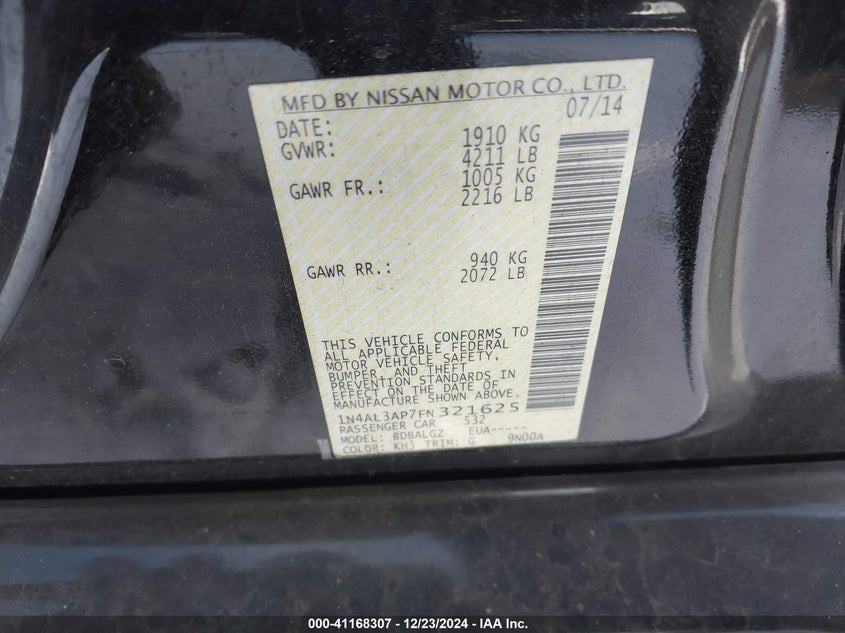 MFD BY NISSAN MOTOR CO., LTD.
DATE: 07/14
GVWR: 1910 KG
4211 LB
GAWR FR.: 1005 KG
2216 LB
GAWR RR.: 940 KG
2072 LB
THIS VEHICLE CONFORMS TO
ALL APPLICABLE FEDERAL
MOTOR VEHICLE SAFETY,
BUMPER, AND THEFT
PREVENTION STANDARDS IN
EFFECT ON THE DATE OF
MANUFACTURE SHOWN ABOVE.
1N4AL3AP7FN 321625
PASSENGER CAR 532
MODEL: BDBALGZ EUA-----
COLOR: KH3 TRIM: G 9N00A
000-41168307 - 12/23/2024 - IAA Inc.